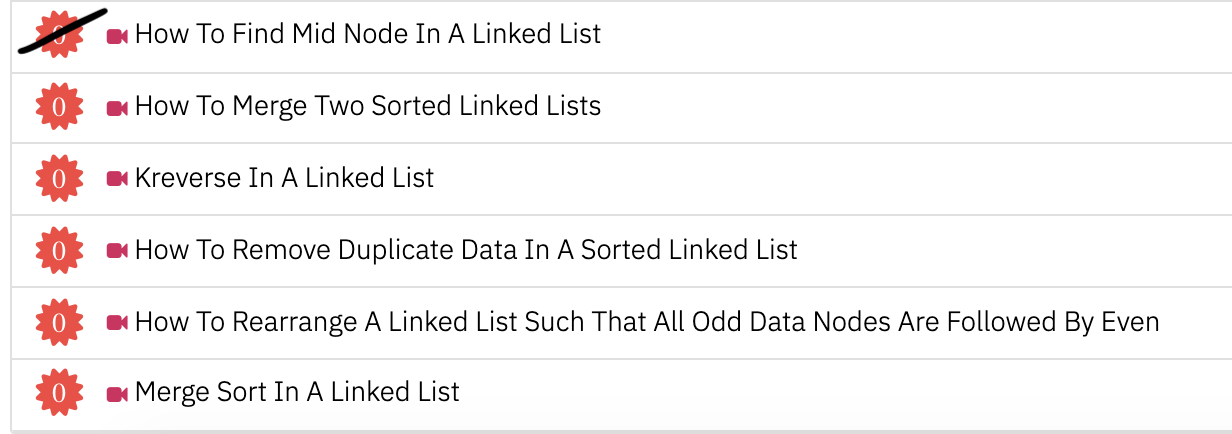 0 How To Find Mid Node In A Linked List
0 How To Merge Two Sorted Linked Lists
0 Kreverse In A Linked List
0 How To Remove Duplicate Data In A Sorted Linked List
0 How To Rearrange A Linked List Such That All Odd Data Nodes Are Followed By Even
0 Merge Sort In A Linked List